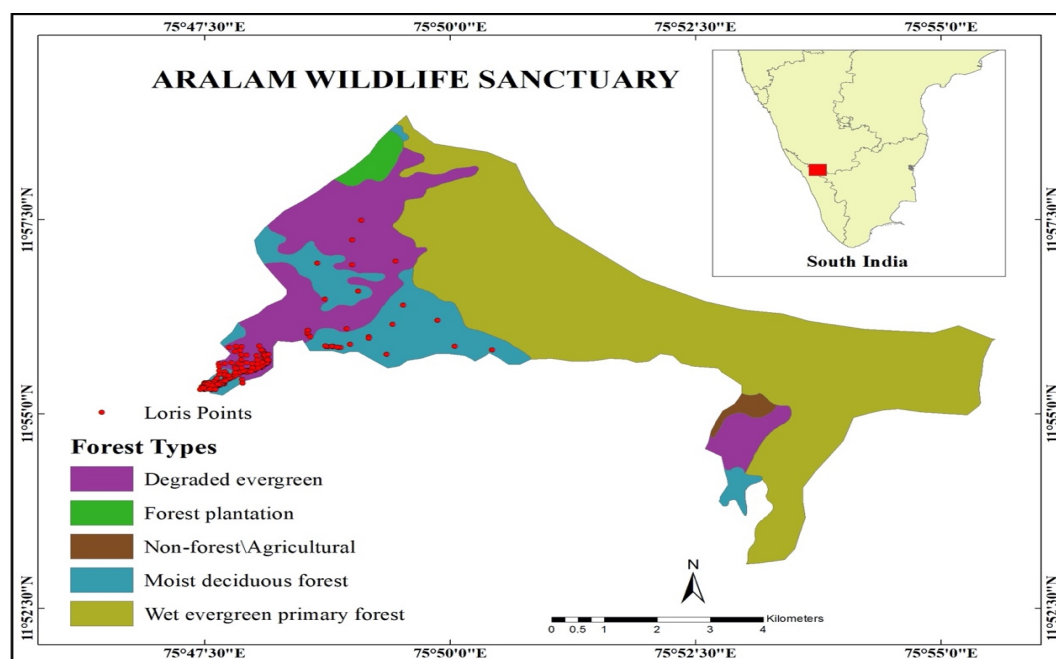 75°47'30"E 75°50'0"E 75°52'30"E 75°55'0"E
ARALAM WILDLIFE SANCTUARY
South India
11°57'30"N 11°57'30"N
11°55'0"N 11°55'0"N
11°52'30"N 11°52'30"N
Loris Points
Forest Types
Degraded evergreen
Forest plantation
Non-forest\Agricultural
Moist deciduous forest
Wet evergreen primary forest
N
Kilometers
0 0.5 1 2 3 4
75°47'30"E 75°50'0"E 75°52'30"E 75°55'0"E